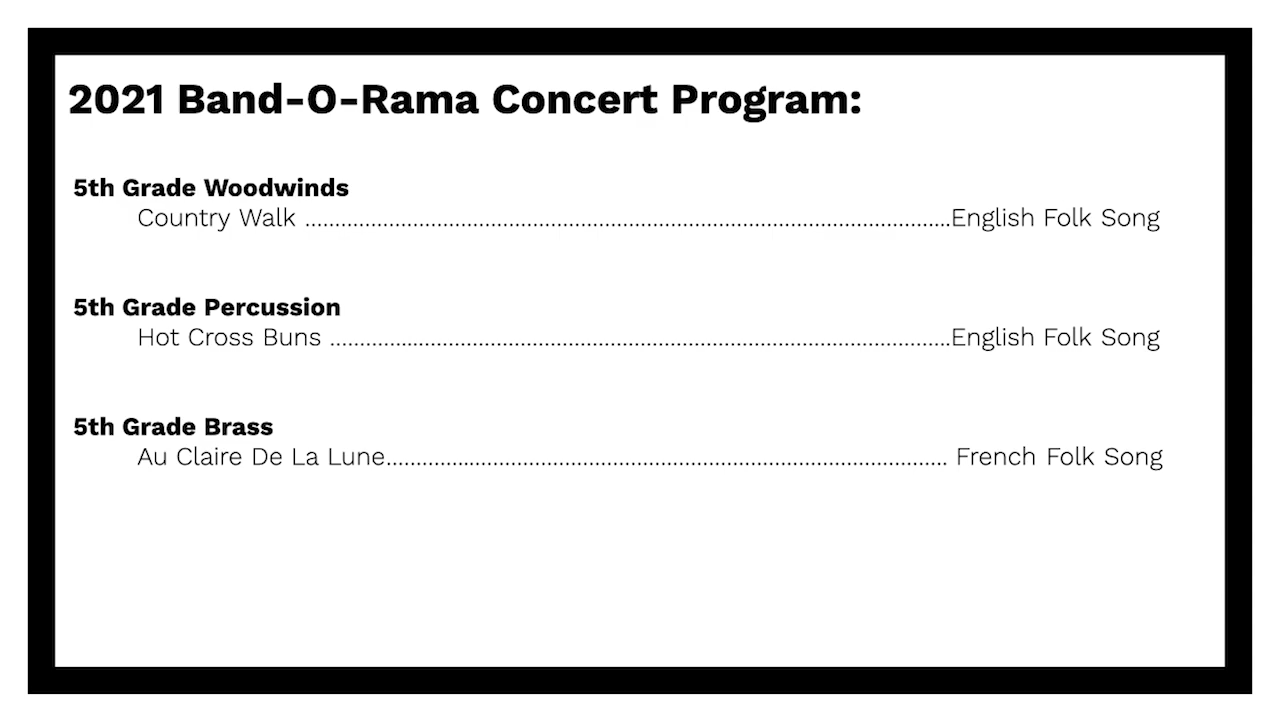 2021 Band-O-Rama Concert Program:
5th Grade Woodwinds
Country Walk ............................................................................................................English Folk Song
5th Grade Percussion
Hot Cross Buns ........................................................................................................English Folk Song
5th Grade Brass
Au Claire De La Lune.............................................................................................. French Folk Song